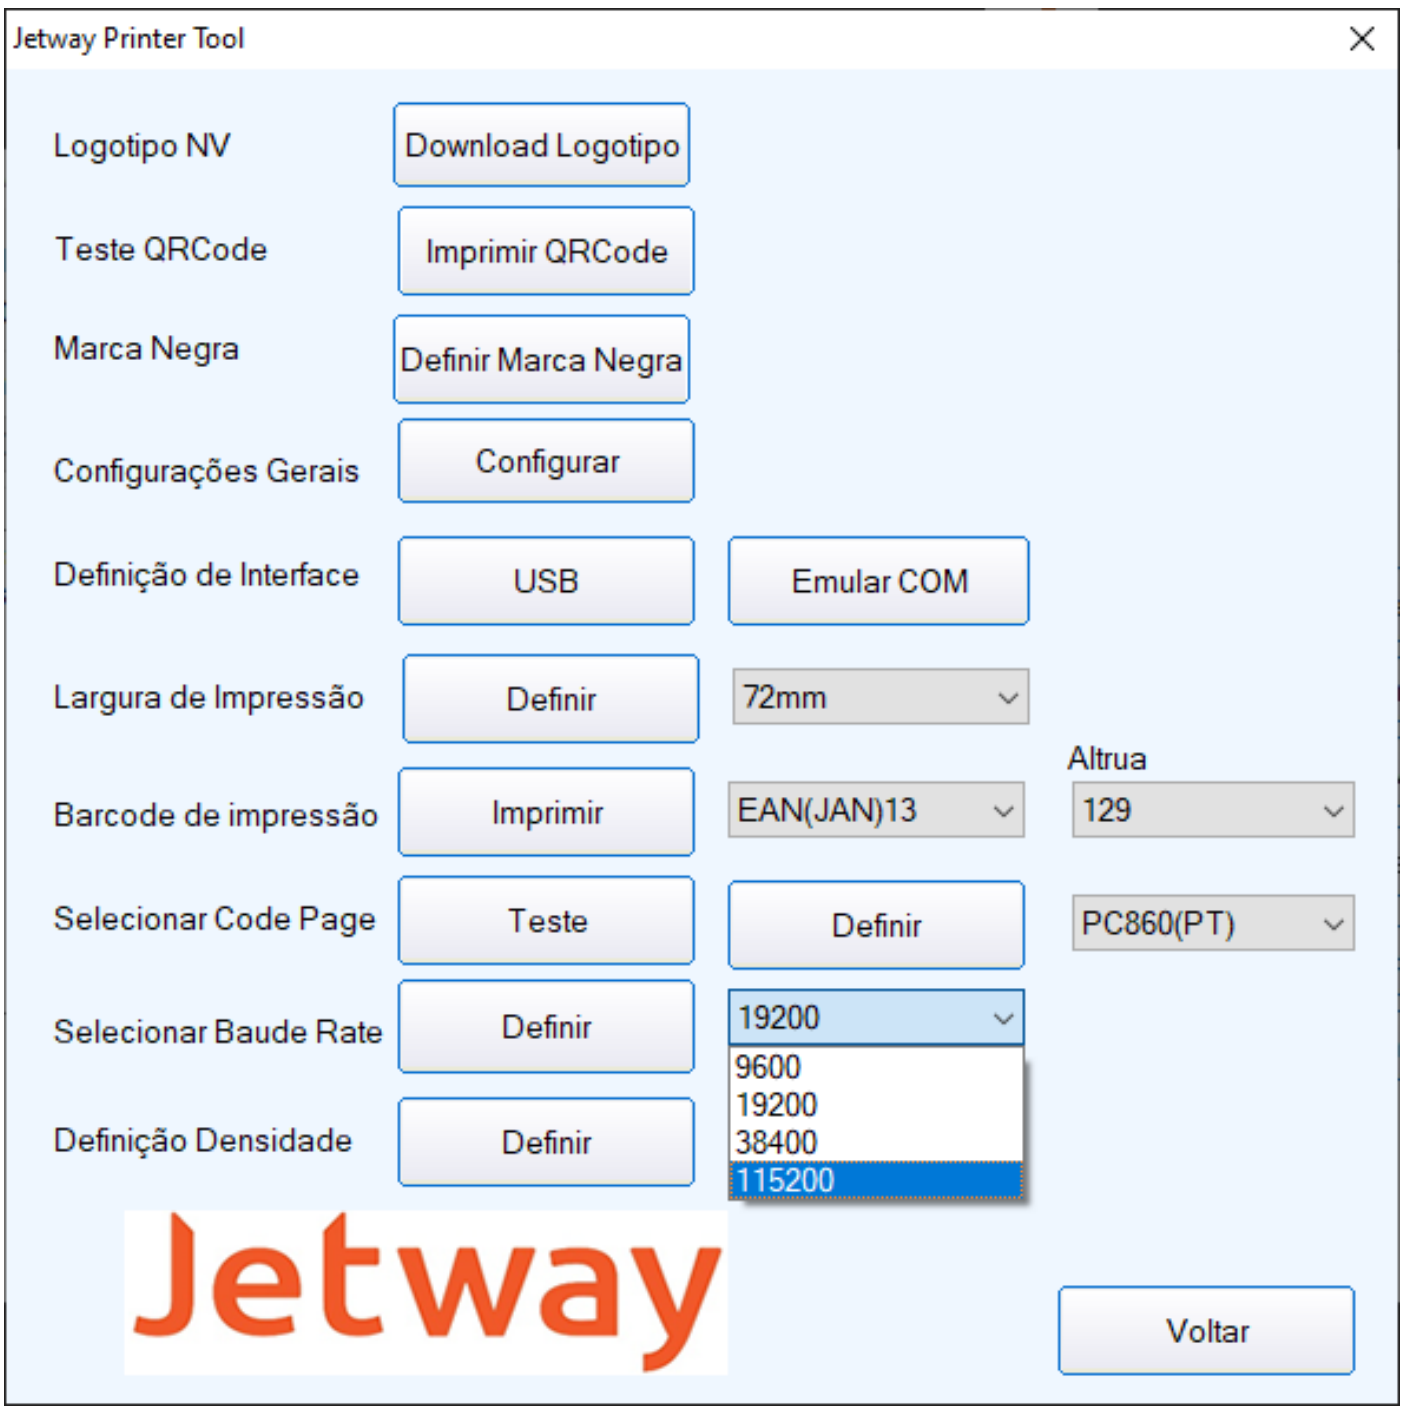 Jetway Printer Tool
Logotipo NV
Download Logotipo
Teste QRCode
Imprimir QRCode
Marca Negra
Definir Marca Negra
Configurações Gerais
Configurar
Definição de Interface
USB
Emular COM
Largura de Impressão
Definir
72mm
Altrua
Barcode de impressão
Imprimir
EAN(JAN)13
129
Selecionar Code Page
Teste
Definir
PC860(PT)
Selecionar Baude Rate
Definir
19200
9600
19200
38400
115200
Definição Densidade
Definir
Jetway
Voltar